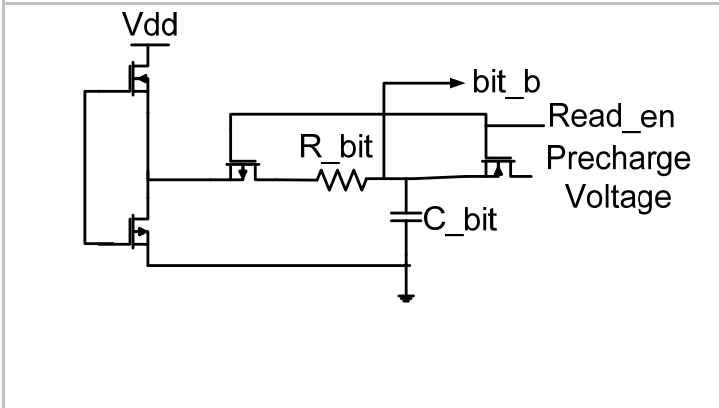 Vdd
bit_b
Read_en
R_bit
Precharge
Voltage
C_bit